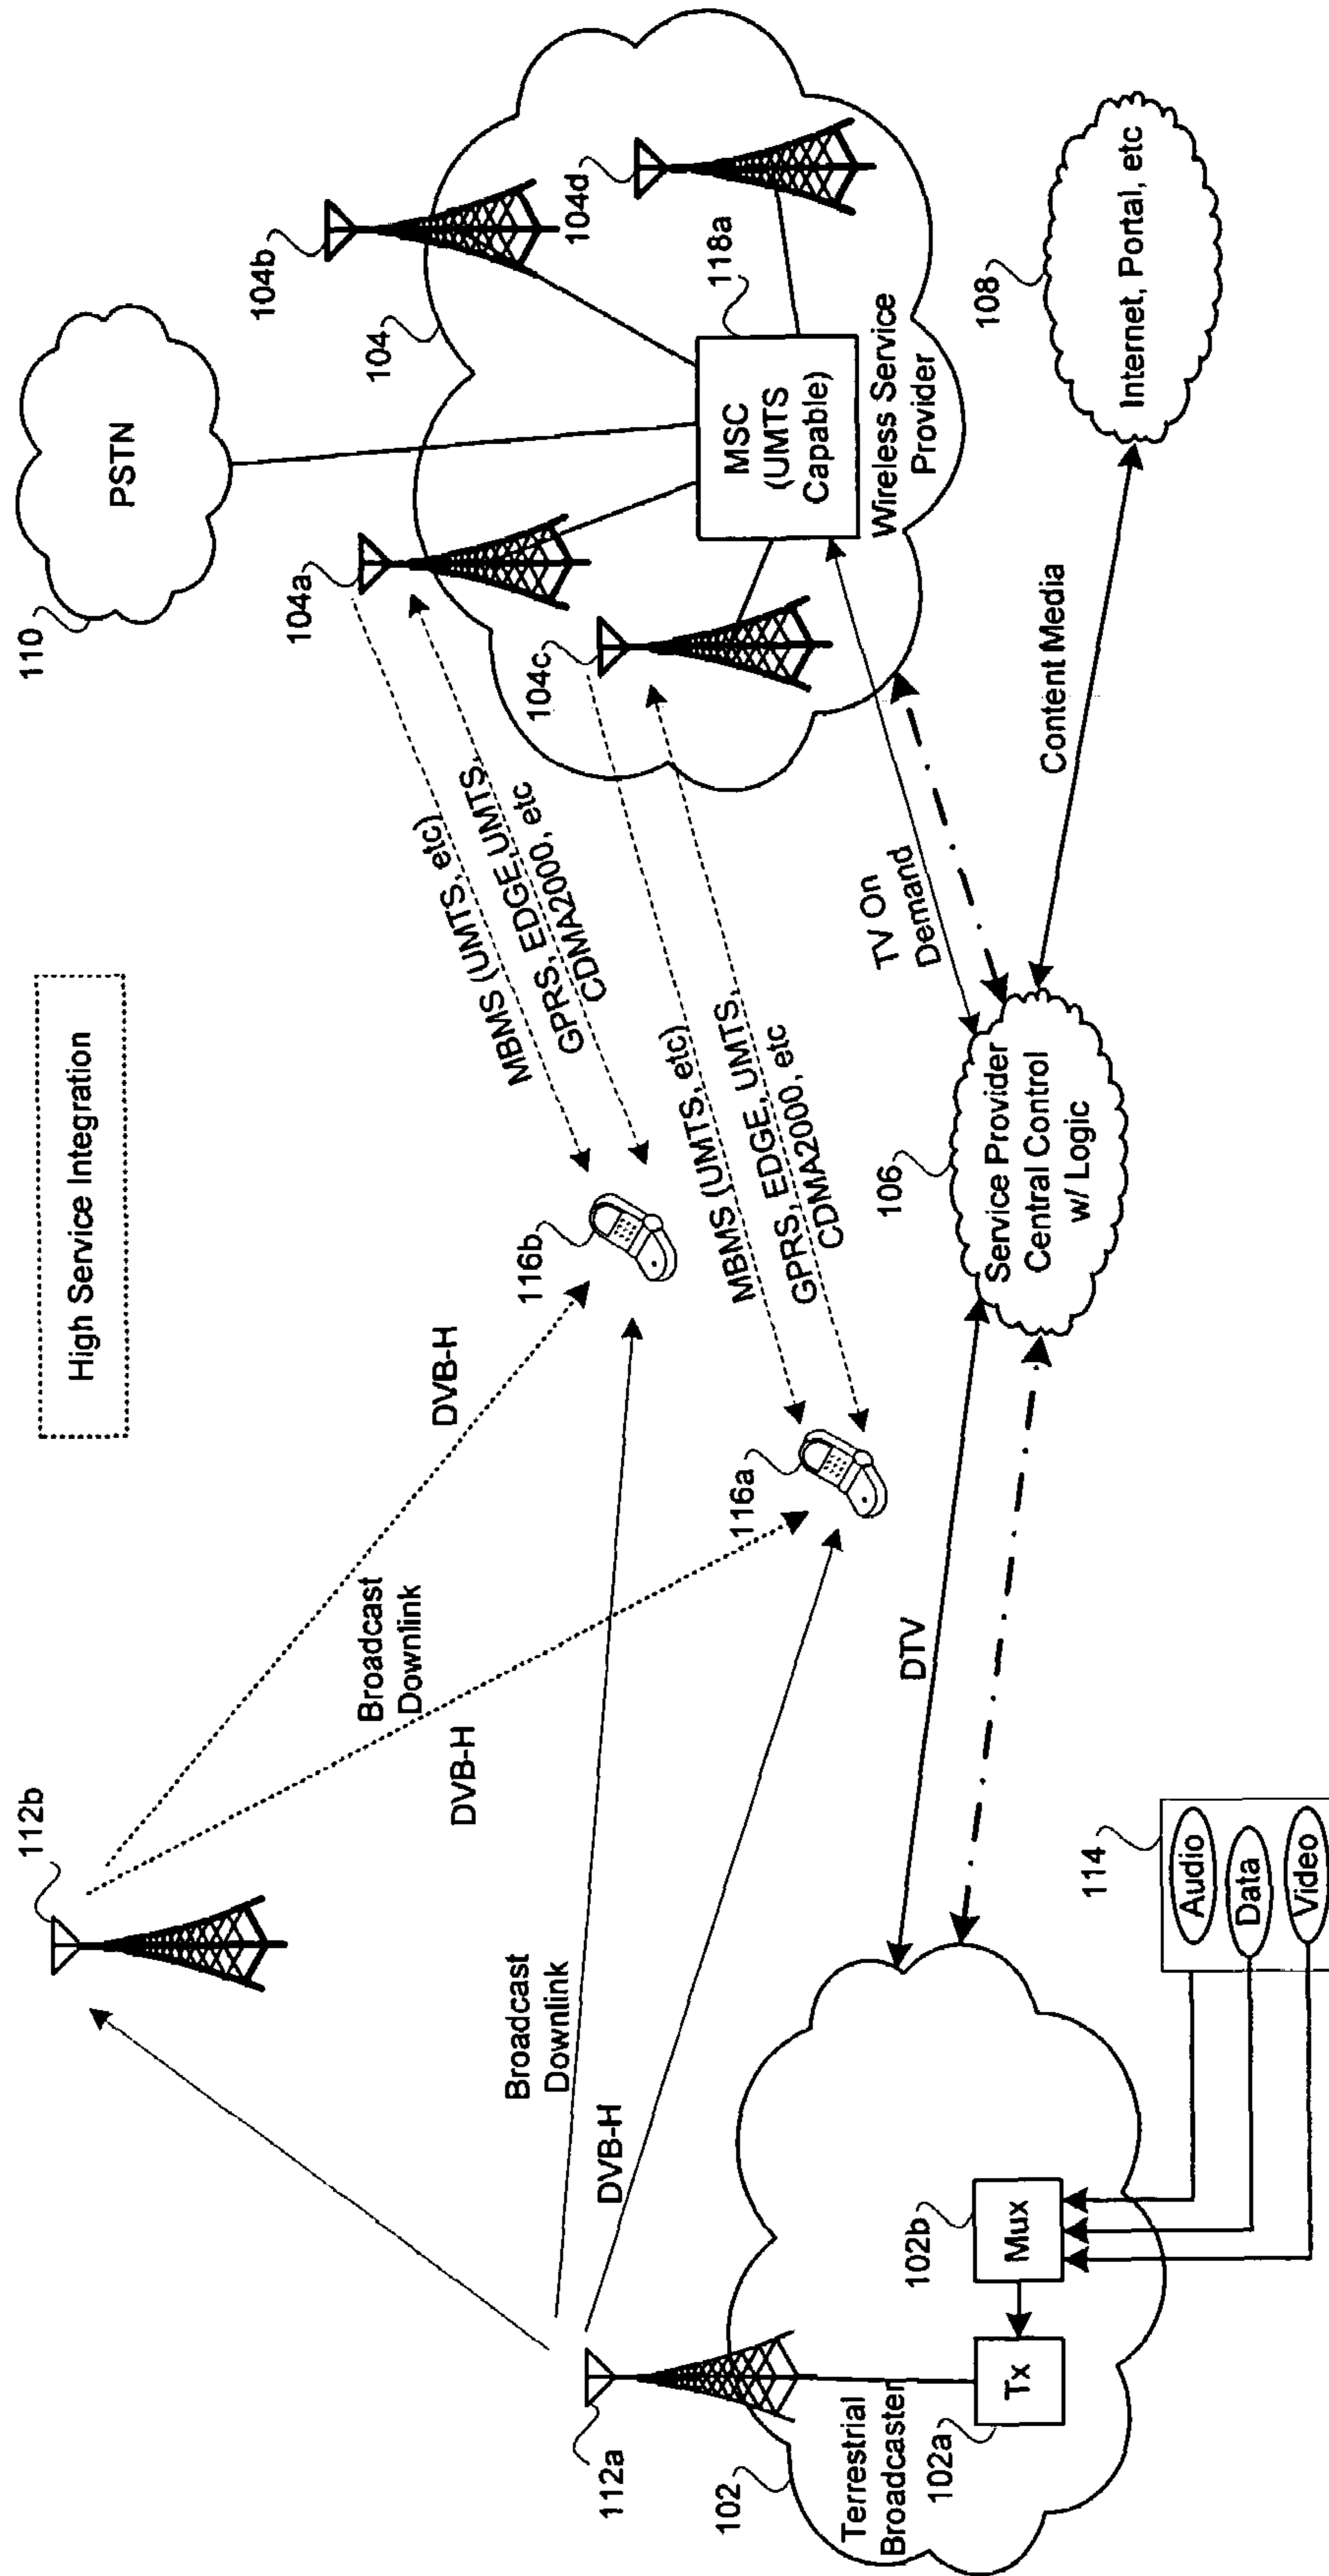 High Service Integration
112b
110
PSTN
104b
104a
104
104c
104d
118a
MSC
(UMTS
Capable)
Wireless Service
Provider
MBMS (UMTS, etc)
GPRS, EDGE,UMTS,
CDMA2000, etc
MBMS (UMTS, etc)
GPRS, EDGE, UMTS,
CDMA2000, etc
DVB-H
Broadcast
Downlink
DVB-H
116b
116a
Broadcast
Downlink
DVB-H
112a
102
Terrestrial
Broadcaster
102a
Tx
102b
Mux
114
Audio
Data
Video
DTV
106
Service Provider
Central Control
w/ Logic
TV On
Demand
Content Media
108
Internet, Portal, etc